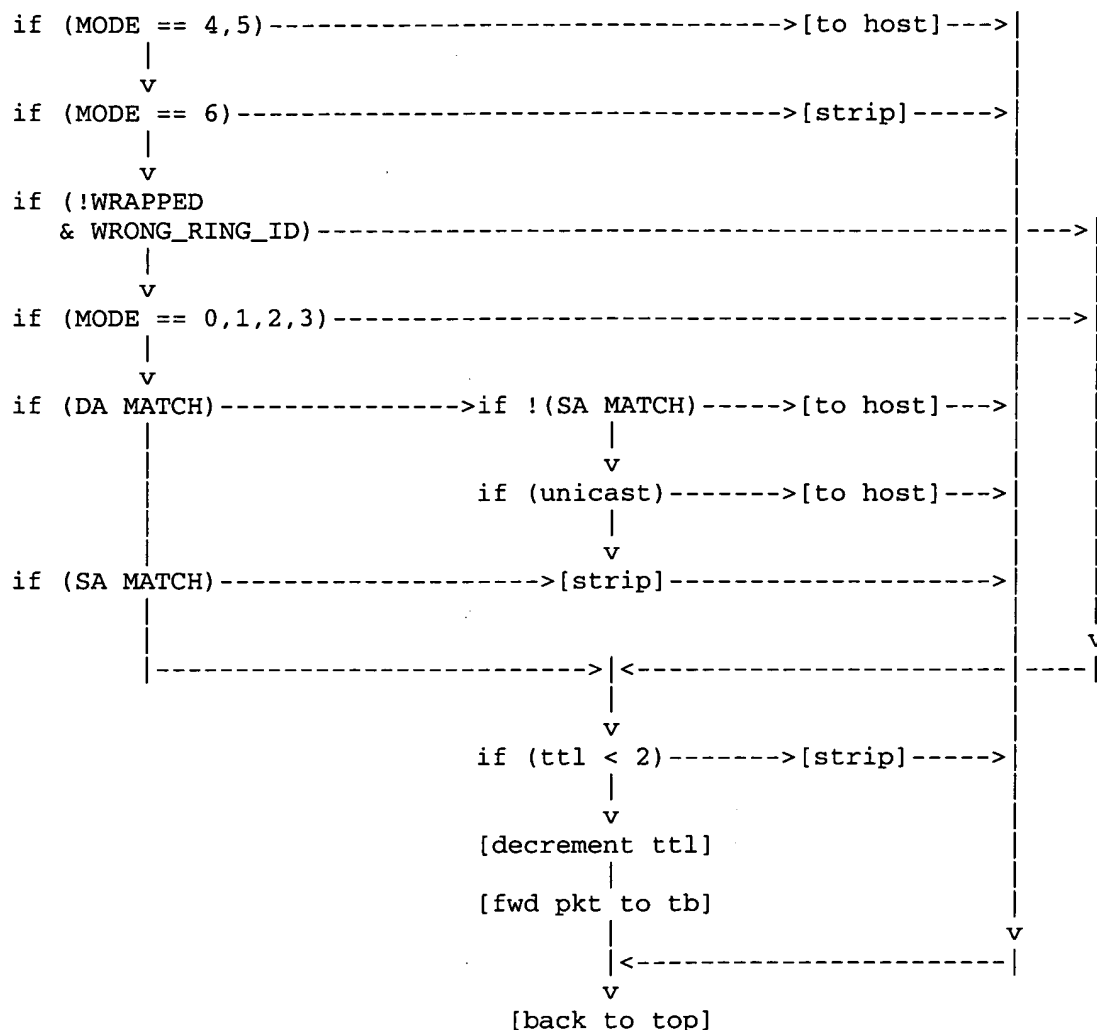 if (MODE == 4,5)------------------------------->[to host]--->|
if (MODE == 6)--------------------------------->[strip]----->
if (!WRAPPED
& WRONG_RING_ID)--------------------------------------------|--->
if (MODE == 0,1,2,3)----------------------------------------|--->
if (DA MATCH)-------------->if !(SA MATCH)----->[to host]--->
if (unicast)------->[to host]--->
if (SA MATCH)------------------->[strip]-------------------->
|--------------------------->|<-----------------------|-----|
if (ttl < 2)------->[strip]----->
[decrement ttl]
[fwd pkt to tb]
|<-----------------------|
[back to top]